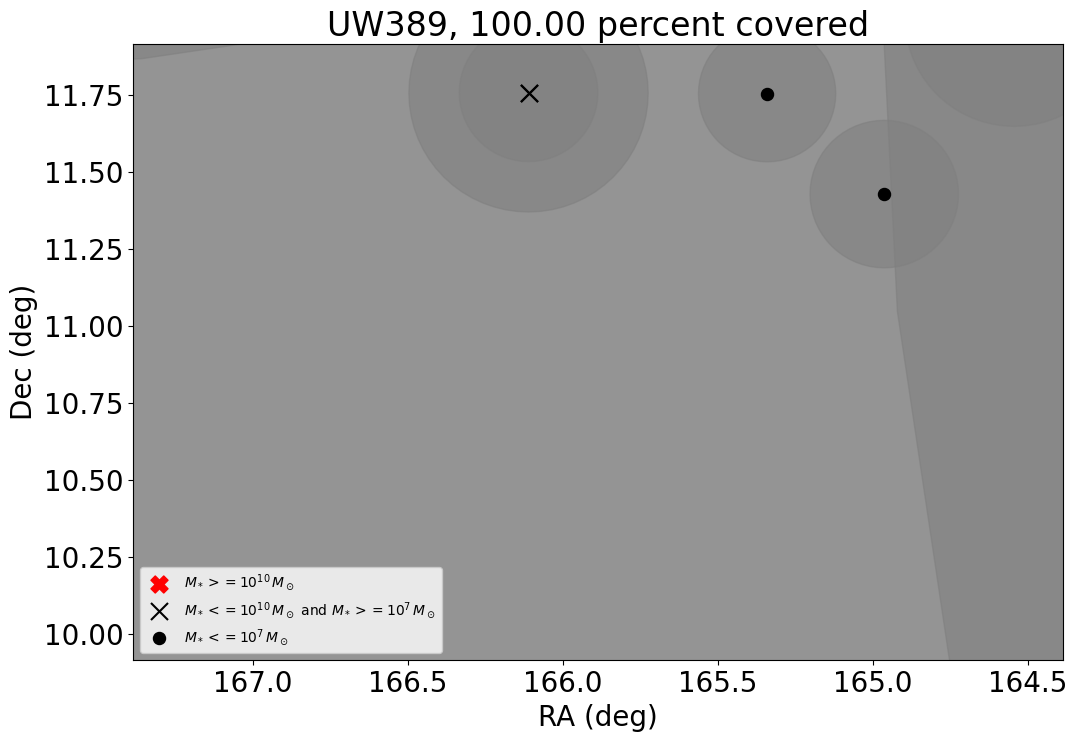 UW389, 100.00 percent covered
11.75
11.50
11.25
11.00
10.75
10.50
10.25
10.00
Dec (deg)
M* >= 10^10 M⊙
M* <= 10^10 M⊙ and M* >= 10^7 M⊙
M* <= 10^7 M⊙
167.0 166.5 166.0 165.5 165.0 164.5
RA (deg)